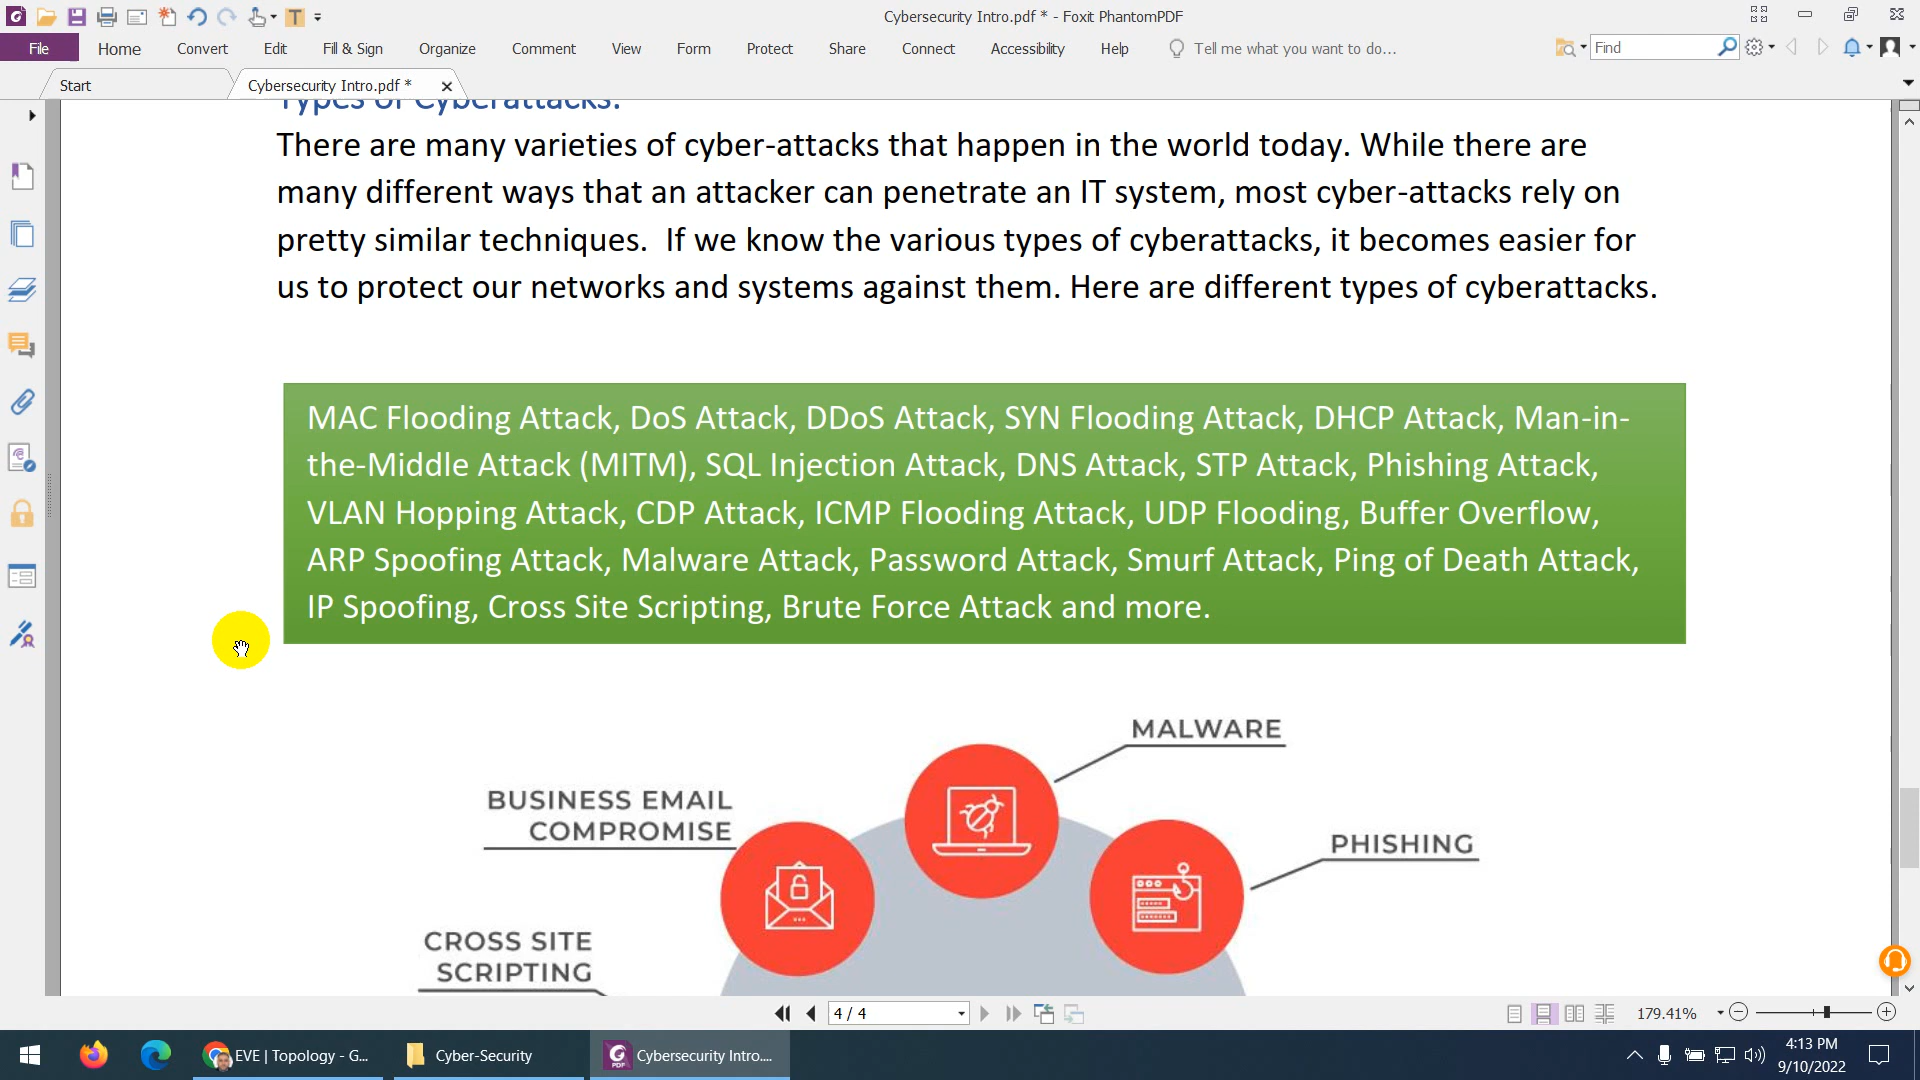 Cybersecurity Intro.pdf * - Foxit PhantomPDF
File Home Convert Edit Fill & Sign Organize Comment View Form Protect Share Connect Accessibility Help Tell me what you want to do... Find
Start Cybersecurity Intro.pdf *
Types of Cyberattacks:
There are many varieties of cyber-attacks that happen in the world today. While there are
many different ways that an attacker can penetrate an IT system, most cyber-attacks rely on
pretty similar techniques.  If we know the various types of cyberattacks, it becomes easier for
us to protect our networks and systems against them. Here are different types of cyberattacks.
MAC Flooding Attack, DoS Attack, DDoS Attack, SYN Flooding Attack, DHCP Attack, Man-in-
the-Middle Attack (MITM), SQL Injection Attack, DNS Attack, STP Attack, Phishing Attack,
VLAN Hopping Attack, CDP Attack, ICMP Flooding Attack, UDP Flooding, Buffer Overflow,
ARP Spoofing Attack, Malware Attack, Password Attack, Smurf Attack, Ping of Death Attack,
IP Spoofing, Cross Site Scripting, Brute Force Attack and more.
MALWARE
BUSINESS EMAIL
COMPROMISE
PHISHING
CROSS SITE
SCRIPTING
4 / 4
179.41%
EVE | Topology - G...
Cyber-Security
Cybersecurity Intro....
4:13 PM
9/10/2022